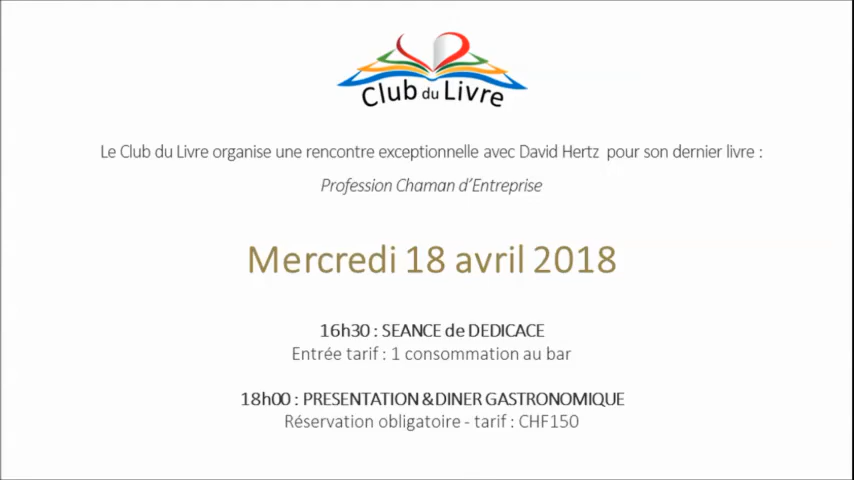 Club du Livre
Le Club du Livre organise une rencontre exceptionnelle avec David Hertz pour son dernier livre :
Profession Chaman d’Entreprise
Mercredi 18 avril 2018
16h30 : SEANCE de DEDICACE
Entrée tarif : 1 consommation au bar
18h00 : PRESENTATION & DINER GASTRONOMIQUE
Réservation obligatoire - tarif : CHF150